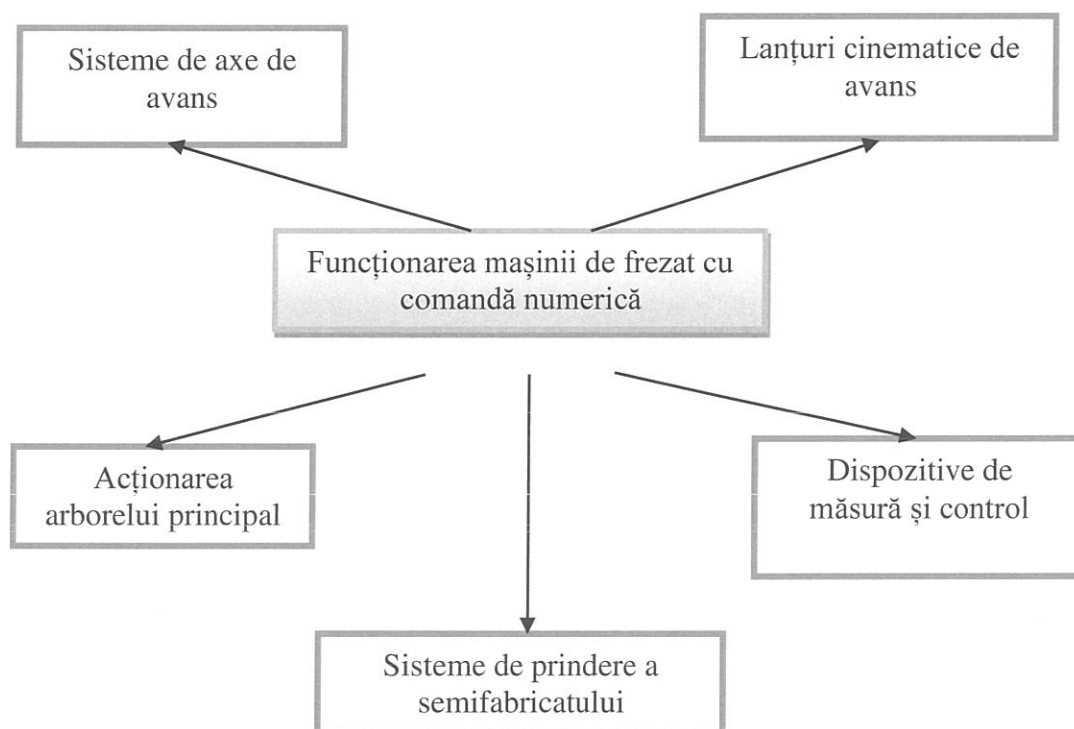 Sisteme de axe de
avans
Lanțuri cinematice de
avans
Funcționarea mașinii de frezat cu
comandă numerică
Acționarea
arborelui principal
Dispozitive de
măsură și control
Sisteme de prindere a
semifabricatului